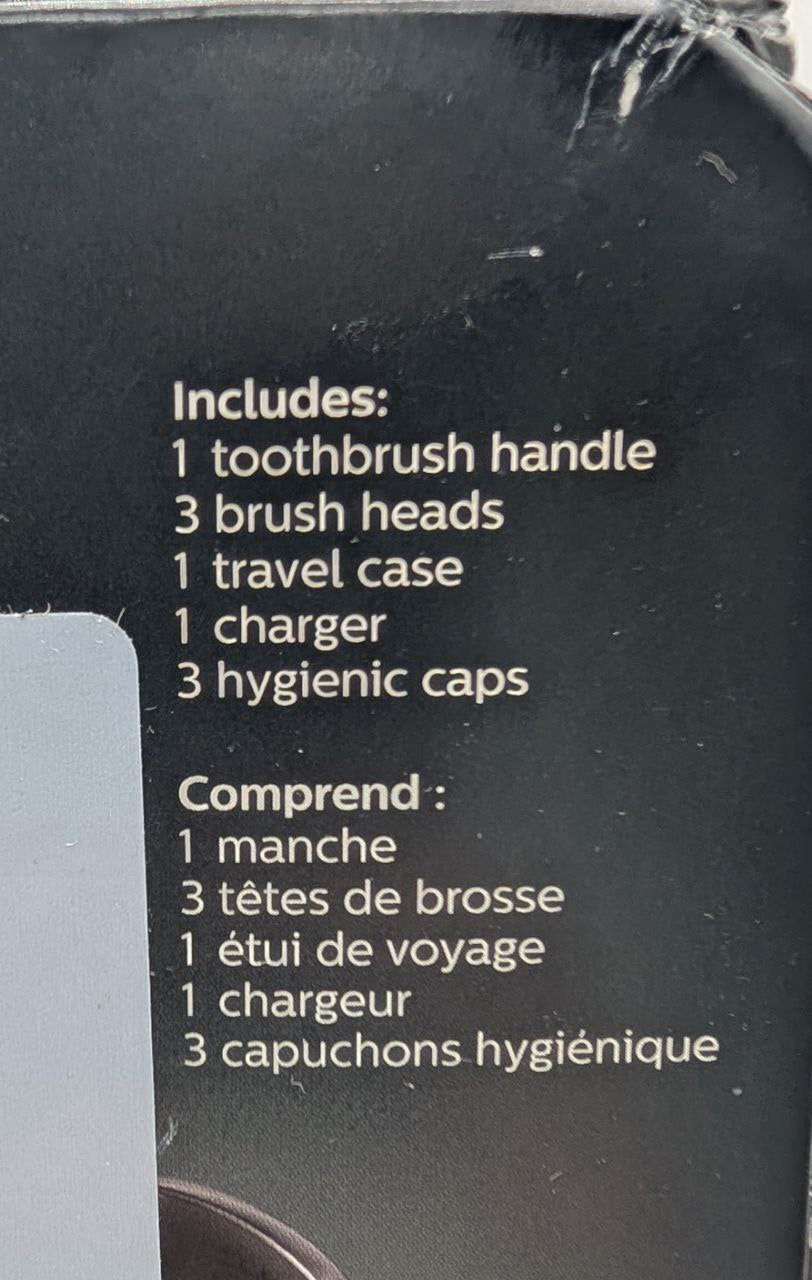 Includes:
1 toothbrush handle
3 brush heads
1 travel case
1 charger
3 hygienic caps
Comprend :
1 manche
3 têtes de brosse
1 étui de voyage
1 chargeur
3 capuchons hygiénique